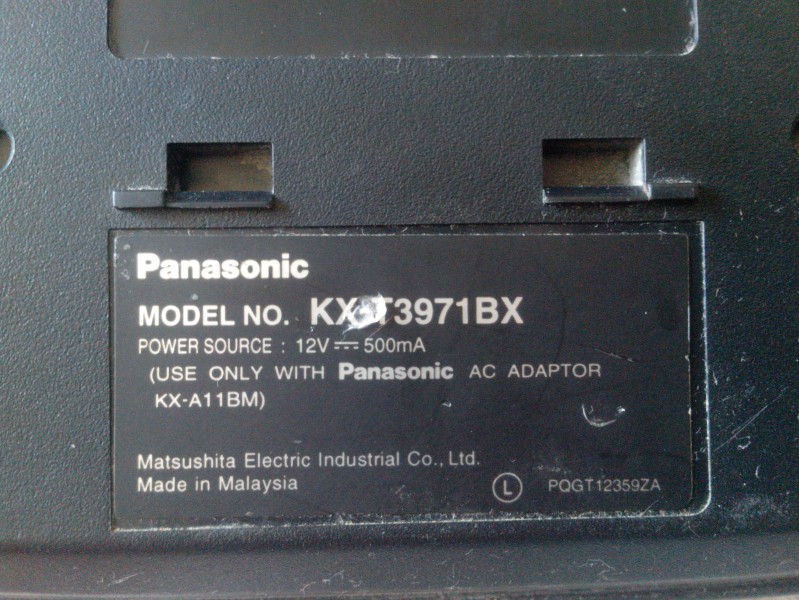 Panasonic
MODEL NO. KX-T3971BX
POWER SOURCE : 12V ⎓ 500mA
(USE ONLY WITH Panasonic AC ADAPTOR
KX-A11BM)
Matsushita Electric Industrial Co., Ltd.
Made in Malaysia
L PQGT12359ZA